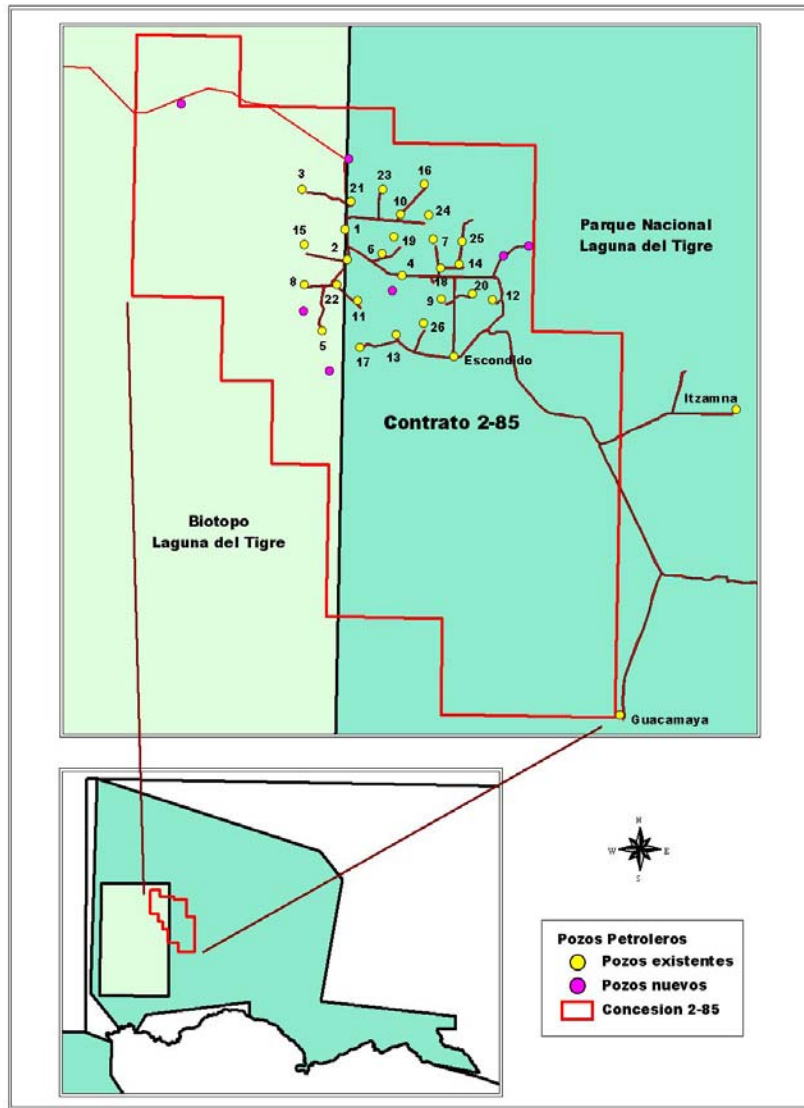 3
23
16
21
10
24
Parque Nacional
Laguna del Tigre
1
15
19
7
25
2
6
4
14
18
8
22
11
9
20
12
5
26
17
13
Escondido
Itzamna
Contrato 2-85
Biotopo
Laguna del Tigre
Guacamaya
N
W
E
S
Pozos Petroleros
Pozos existentes
Pozos nuevos
Concesion 2-85